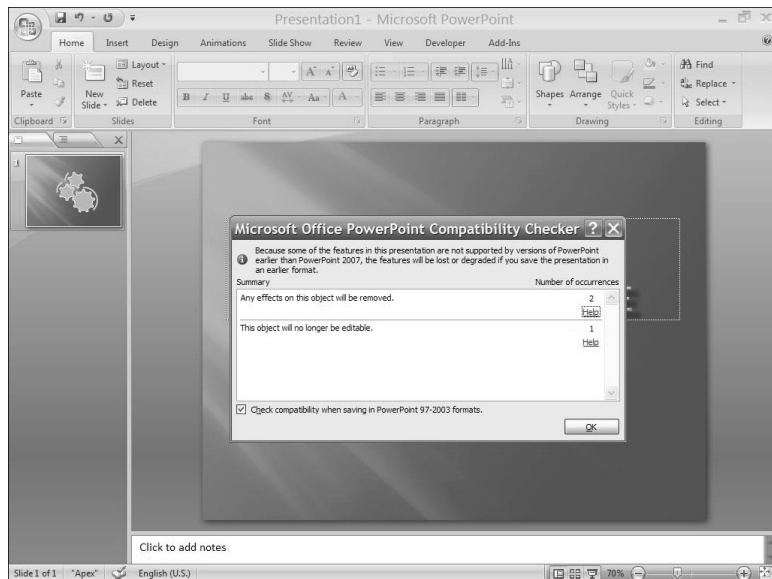 Presentation1 - Microsoft PowerPoint
Home Insert Design Animations Slide Show Review View Developer Add-Ins
Paste
New Slide
Layout
Reset
Delete
B I U abc S AV Aa A
Shapes Arrange Quick Styles
Find
Replace
Select
Clipboard Slides Font Paragraph Drawing Editing
1
Microsoft Office PowerPoint Compatibility Checker
Because some of the features in this presentation are not supported by versions of PowerPoint
earlier than PowerPoint 2007, the features will be lost or degraded if you save the presentation in
an earlier format.
Summary Number of occurrences
Any effects on this object will be removed. 2
Help
This object will no longer be editable. 1
Help
Check compatibility when saving in PowerPoint 97-2003 formats.
OK
Click to add notes
Slide 1 of 1 "Apex" English (U.S.) 70%